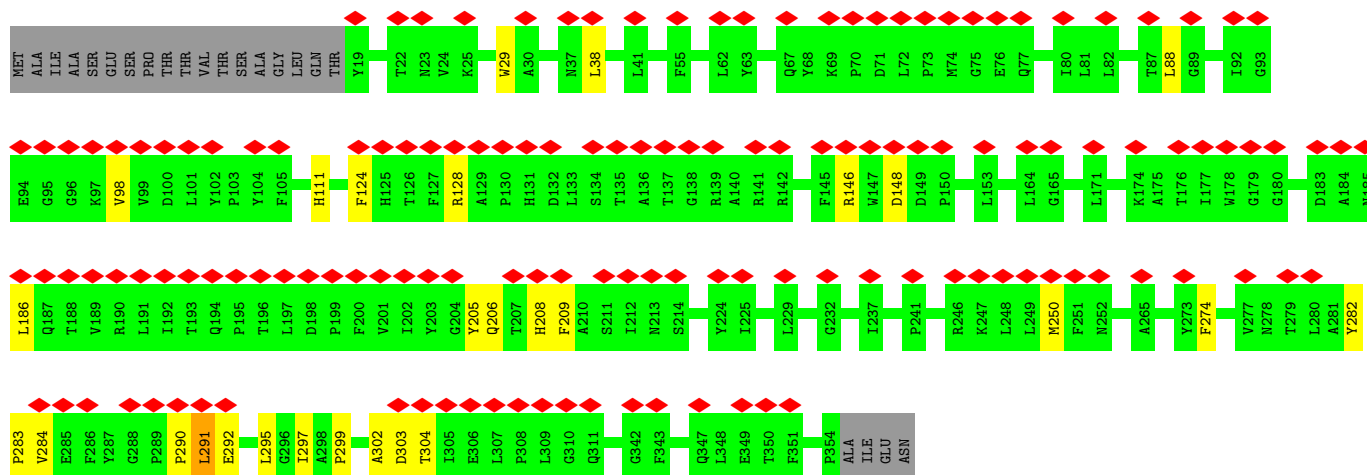 MET ALA ILE ALA SER GLU SER PRO THR THR VAL THR SER ALA GLY LEU GLN THR Y19 T22 N23 V24 K25 W29 A30 N37 L38 L41 F55 L62 Y63 Q67 Y68 K69 P70 D71 L72 P73 M74 G75 E76 Q77 I80 L81 L82 T87 L88 G89 I92 G93
E94 G95 G96 K97 V98 V99 D100 L101 Y102 P103 Y104 F105 H111 F124 H125 T126 F127 R128 A129 P130 H131 D132 L133 S134 T135 A136 T137 G138 R139 A140 R141 R142 F145 R146 W147 D148 D149 P150 L153 L164 G165 L171 K174 A175 T176 I177 W178 G179 G180 D183 A184 N185
L186 Q187 T188 V189 R190 L191 I192 T193 Q194 P195 T196 L197 D198 P199 F200 V201 I202 Y203 G204 Y205 Q206 T207 H208 F209 A210 S211 I212 N213 S214 Y224 I225 L229 G232 I237 P241 R246 K247 L248 L249 M250 F251 N252 A265 Y273 F274 V277 N278 T279 L280 A281 Y282
P283 V284 E285 F286 Y287 G288 P289 P290 L291 E292 L295 G296 I297 A298 P299 A302 D303 T304 I305 E306 L307 P308 L309 G310 Q311 G342 F343 Q347 L348 E349 T350 F351 P354 ALA ILE GLU ASN